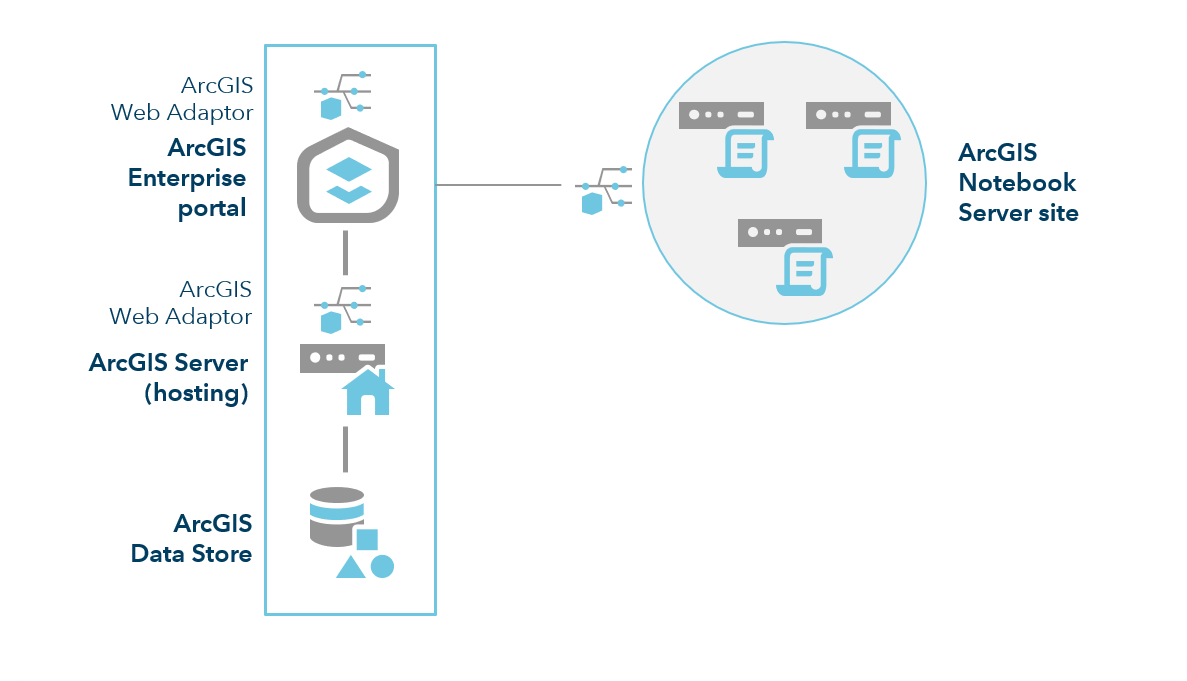 ArcGIS
Web Adaptor
ArcGIS
Enterprise
portal
ArcGIS
Web Adaptor
ArcGIS Server
(hosting)
ArcGIS
Data Store
ArcGIS
Notebook
Server site